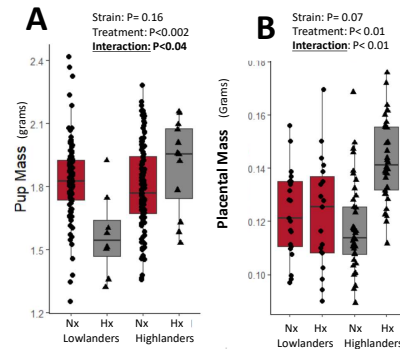 A
Strain: P= 0.16
Treatment: P<0.002
Interaction: P<0.04
Pup Mass (grams)
2.4
2.1
1.8
1.5
1.2
Nx Hx Nx Hx
Lowlanders Highlanders
B
Strain: P= 0.07
Treatment: P< 0.01
Interaction: P< 0.01
Placental Mass (Grams)
0.18
0.16
0.14
0.12
0.10
Nx Hx Nx Hx
Lowlanders Highlanders